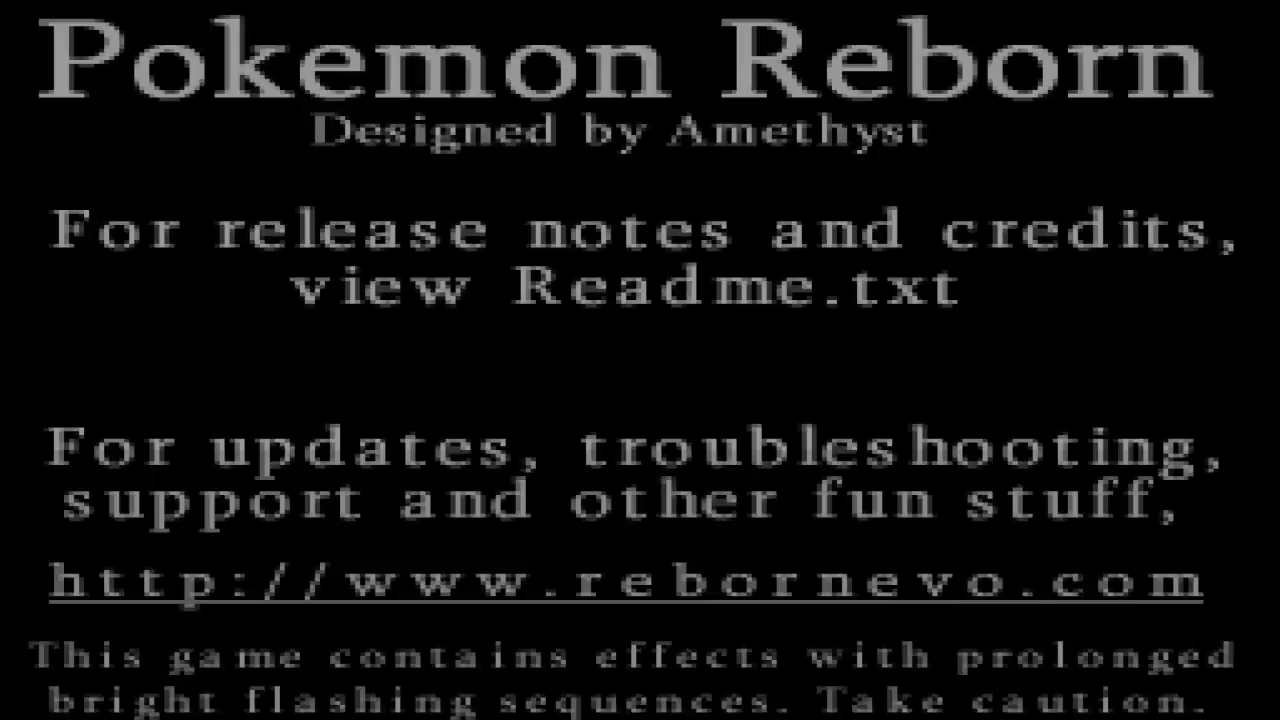 Pokemon Reborn
Designed by Amethyst
For release notes and credits,
view Readme.txt
For updates, troubleshooting,
support and other fun stuff,
http://www.rebornevo.com
This game contains effects with prolonged
bright flashing sequences. Take caution.